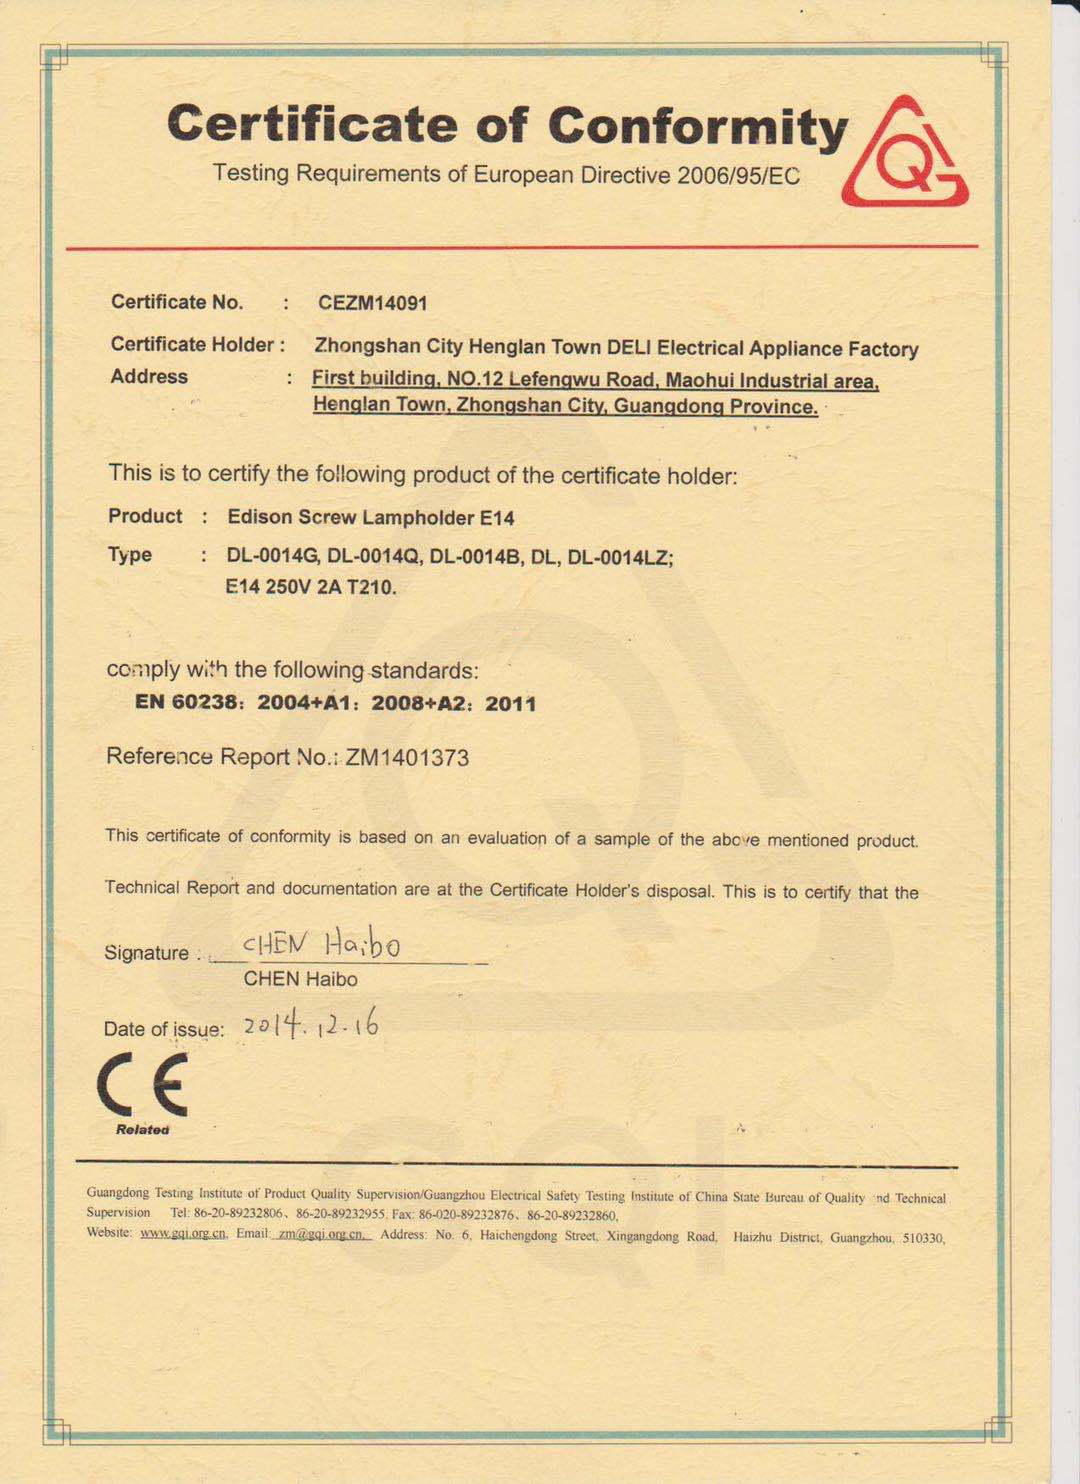 Certificate of Conformity
Testing Requirements of European Directive 2006/95/EC
Certificate No. : CEZM14091
Certificate Holder : Zhongshan City Henglan Town DELI Electrical Appliance Factory
Address : First building, NO.12 Lefengwu Road, Maohui Industrial area,
Henglan Town, Zhongshan City, Guangdong Province.
This is to certify the following product of the certificate holder:
Product : Edison Screw Lampholder E14
Type : DL-0014G, DL-0014Q, DL-0014B, DL, DL-0014LZ;
E14 250V 2A T210.
comply with the following standards:
EN 60238: 2004+A1: 2008+A2: 2011
Reference Report No.: ZM1401373
This certificate of conformity is based on an evaluation of a sample of the above mentioned product.
Technical Report and documentation are at the Certificate Holder's disposal. This is to certify that the
Signature : CHEN Haibo
CHEN Haibo
Date of issue: 2014.12.16
CE
Related
Guangdong Testing Institute of Product Quality Supervision/Guangzhou Electrical Safety Testing Institute of China State Bureau of Quality nd Technical
Supervision Tel: 86-20-89232806、86-20-89232955, Fax: 86-020-89232876、86-20-89232860,
Website: www.gqi.org.cn, Email: zm@gqi.org.cn, Address: No. 6, Haichengdong Street, Xingangdong Road, Haizhu District, Guangzhou, 510330,
GQI